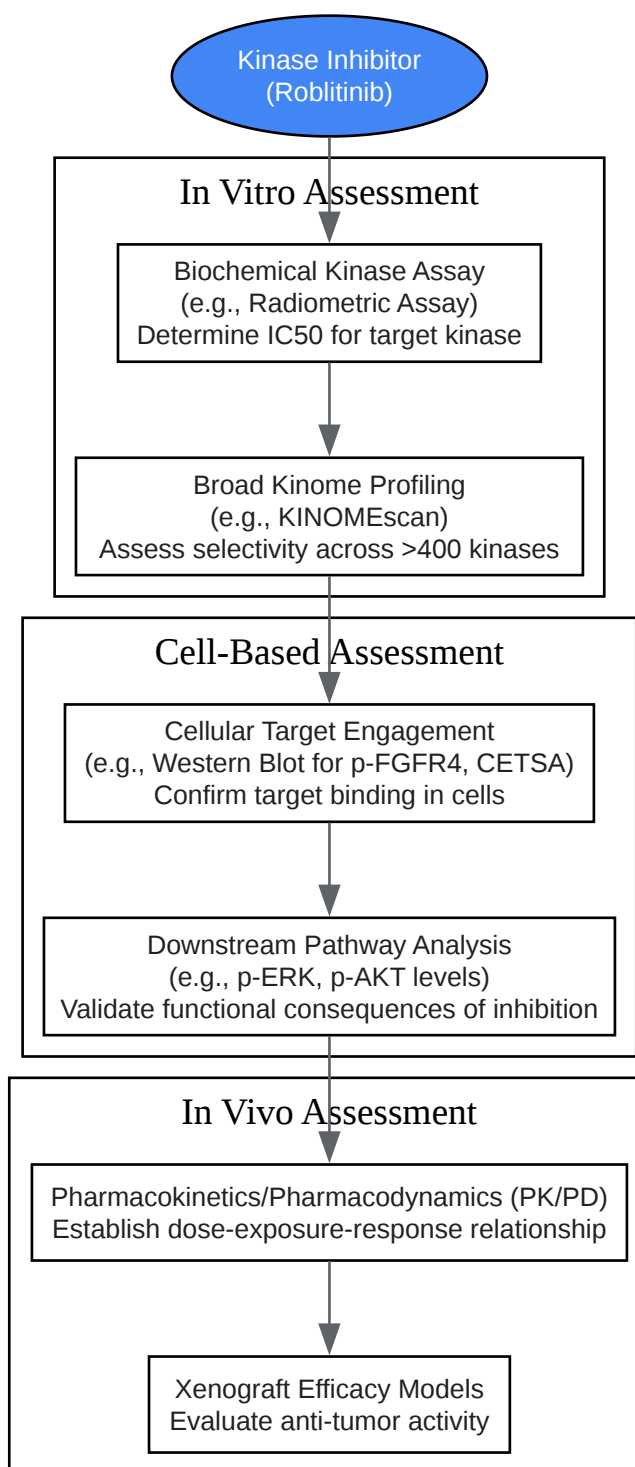 Kinase Inhibitor
(Roblitinib)
In Vitro Assessment
Biochemical Kinase Assay
(e.g., Radiometric Assay)
Determine IC50 for target kinase
Broad Kinome Profiling
(e.g., KINOMEscan)
Assess selectivity across >400 kinases
Cell-Based Assessment
Cellular Target Engagement
(e.g., Western Blot for p-FGFR4, CETSA)
Confirm target binding in cells
Downstream Pathway Analysis
(e.g., p-ERK, p-AKT levels)
Validate functional consequences of inhibition
In Vivo Assessment
Pharmacokinetics/Pharmacodynamics (PK/PD)
Establish dose-exposure-response relationship
Xenograft Efficacy Models
Evaluate anti-tumor activity